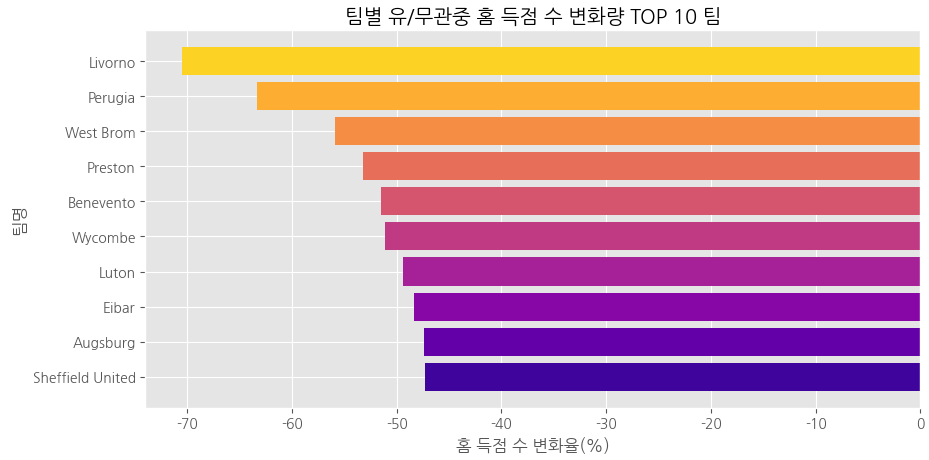 팀별 유/무관중 홈 득점 수 변화량 TOP 10 팀
팀명
Livorno
Perugia
West Brom
Preston
Benevento
Wycombe
Luton
Eibar
Augsburg
Sheffield United
-70 -60 -50 -40 -30 -20 -10 0
홈 득점 수 변화율(%)